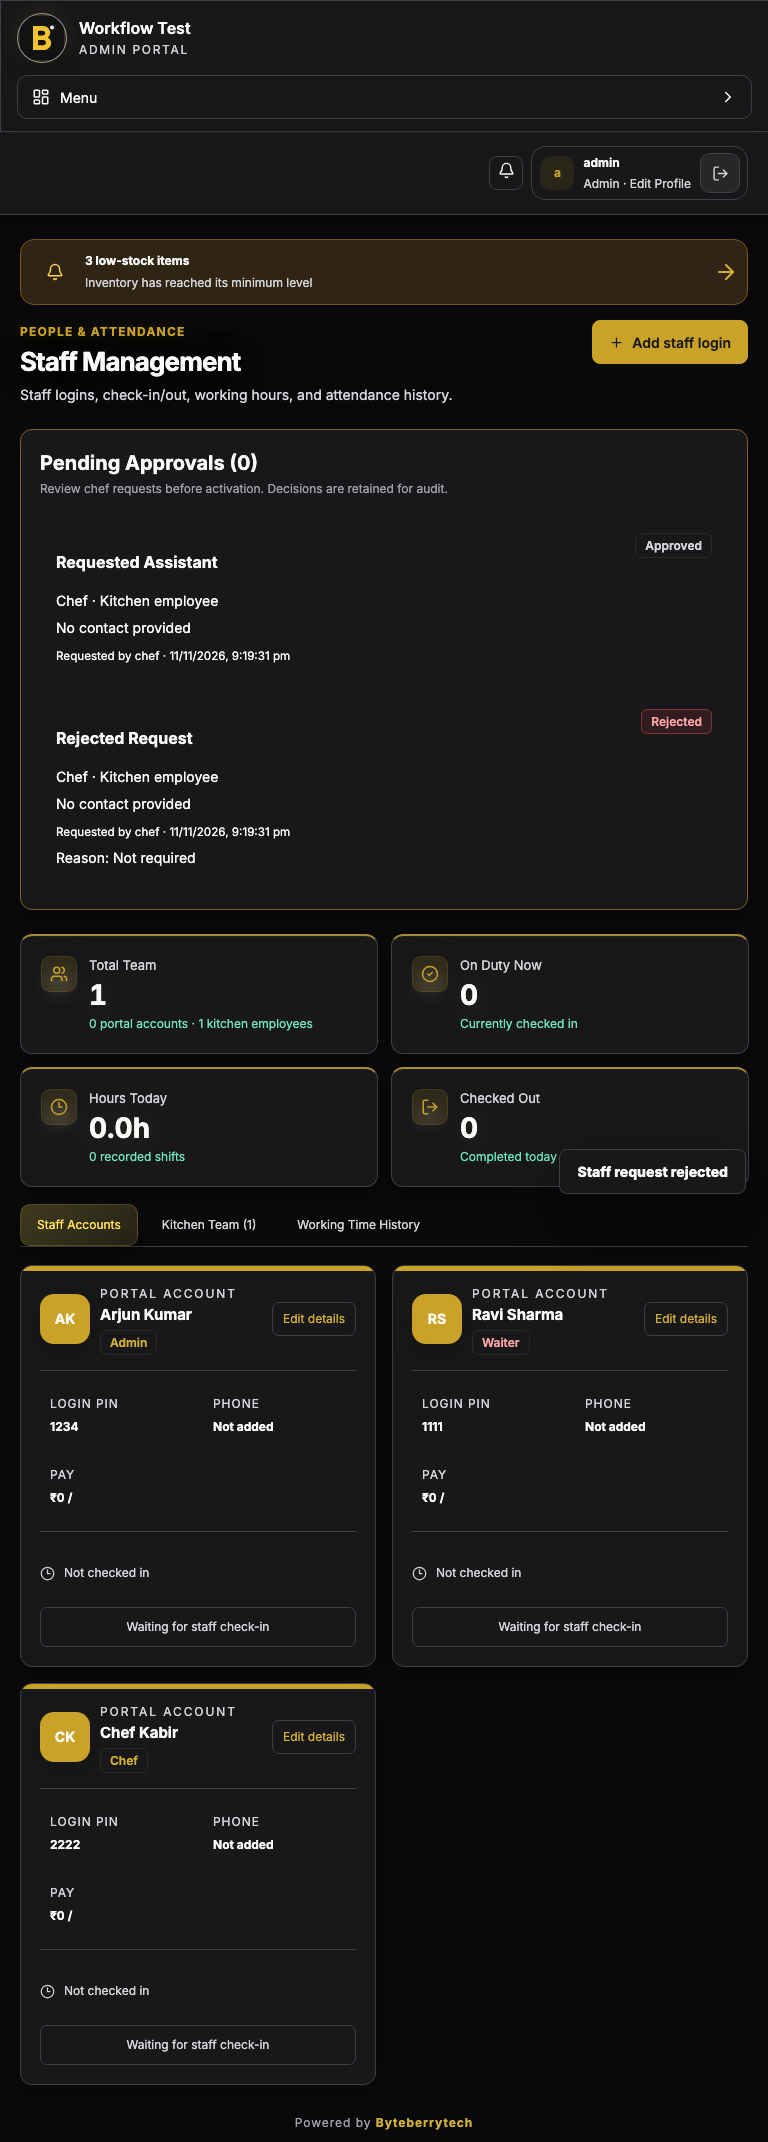 B
Workflow Test
ADMIN PORTAL
Menu
a
admin
Admin · Edit Profile
3 low-stock items
Inventory has reached its minimum level
PEOPLE & ATTENDANCE
Staff Management
Staff logins, check-in/out, working hours, and attendance history.
Add staff login
Pending Approvals (0)
Review chef requests before activation. Decisions are retained for audit.
Approved
Requested Assistant
Chef · Kitchen employee
No contact provided
Requested by chef · 11/11/2026, 9:19:31 pm
Rejected
Rejected Request
Chef · Kitchen employee
No contact provided
Requested by chef · 11/11/2026, 9:19:31 pm
Reason: Not required
Total Team
1
0 portal accounts · 1 kitchen employees
On Duty Now
0
Currently checked in
Hours Today
0.0h
0 recorded shifts
Checked Out
0
Completed today
Staff request rejected
Staff Accounts
Kitchen Team (1)
Working Time History
AK
PORTAL ACCOUNT
Arjun Kumar
Admin
Edit details
LOGIN PIN
1234
PHONE
Not added
PAY
₹0 /
Not checked in
Waiting for staff check-in
RS
PORTAL ACCOUNT
Ravi Sharma
Waiter
Edit details
LOGIN PIN
1111
PHONE
Not added
PAY
₹0 /
Not checked in
Waiting for staff check-in
CK
PORTAL ACCOUNT
Chef Kabir
Chef
Edit details
LOGIN PIN
2222
PHONE
Not added
PAY
₹0 /
Not checked in
Waiting for staff check-in
Powered by Byteberrytech